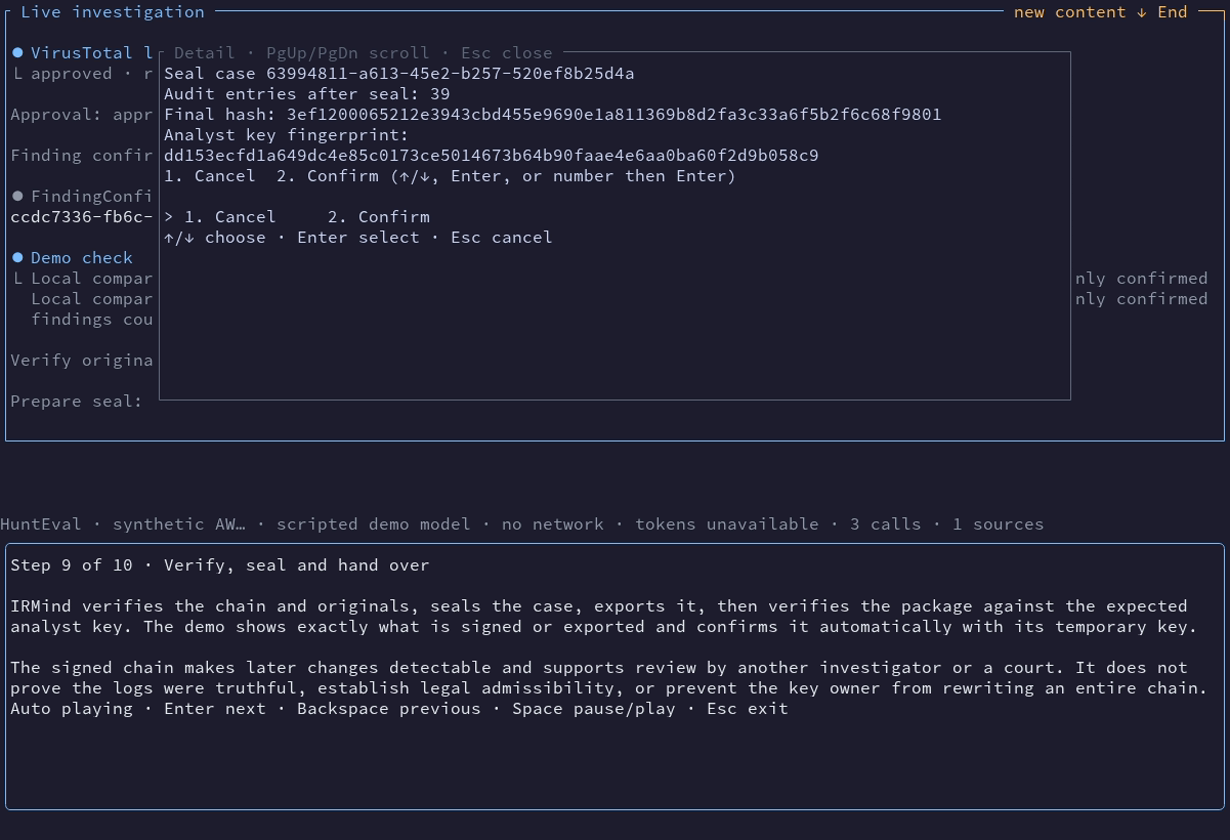 Live investigation new content ↓ End
● VirusTotal l Detail · PgUp/PgDn scroll · Esc close
L approved · r Seal case 63994811-a613-45e2-b257-520ef8b25d4a
Audit entries after seal: 39
Approval: appr Final hash: 3ef1200065212e3943cbd455e9690e1a811369b8d2fa3c33a6f5b2f6c68f9801
Analyst key fingerprint:
Finding confir dd153ecfd1a649dc4e85c0173ce5014673b64b90faae4e6aa0ba60f2d9b058c9
1. Cancel 2. Confirm (↑/↓, Enter, or number then Enter)
● FindingConfi
ccdc7336-fb6c- > 1. Cancel 2. Confirm
↑/↓ choose · Enter select · Esc cancel
● Demo check
L Local compar nly confirmed
Local compar nly confirmed
findings cou
Verify origina
Prepare seal:
HuntEval · synthetic AW… · scripted demo model · no network · tokens unavailable · 3 calls · 1 sources
Step 9 of 10 · Verify, seal and hand over
IRMind verifies the chain and originals, seals the case, exports it, then verifies the package against the expected
analyst key. The demo shows exactly what is signed or exported and confirms it automatically with its temporary key.
The signed chain makes later changes detectable and supports review by another investigator or a court. It does not
prove the logs were truthful, establish legal admissibility, or prevent the key owner from rewriting an entire chain.
Auto playing · Enter next · Backspace previous · Space pause/play · Esc exit